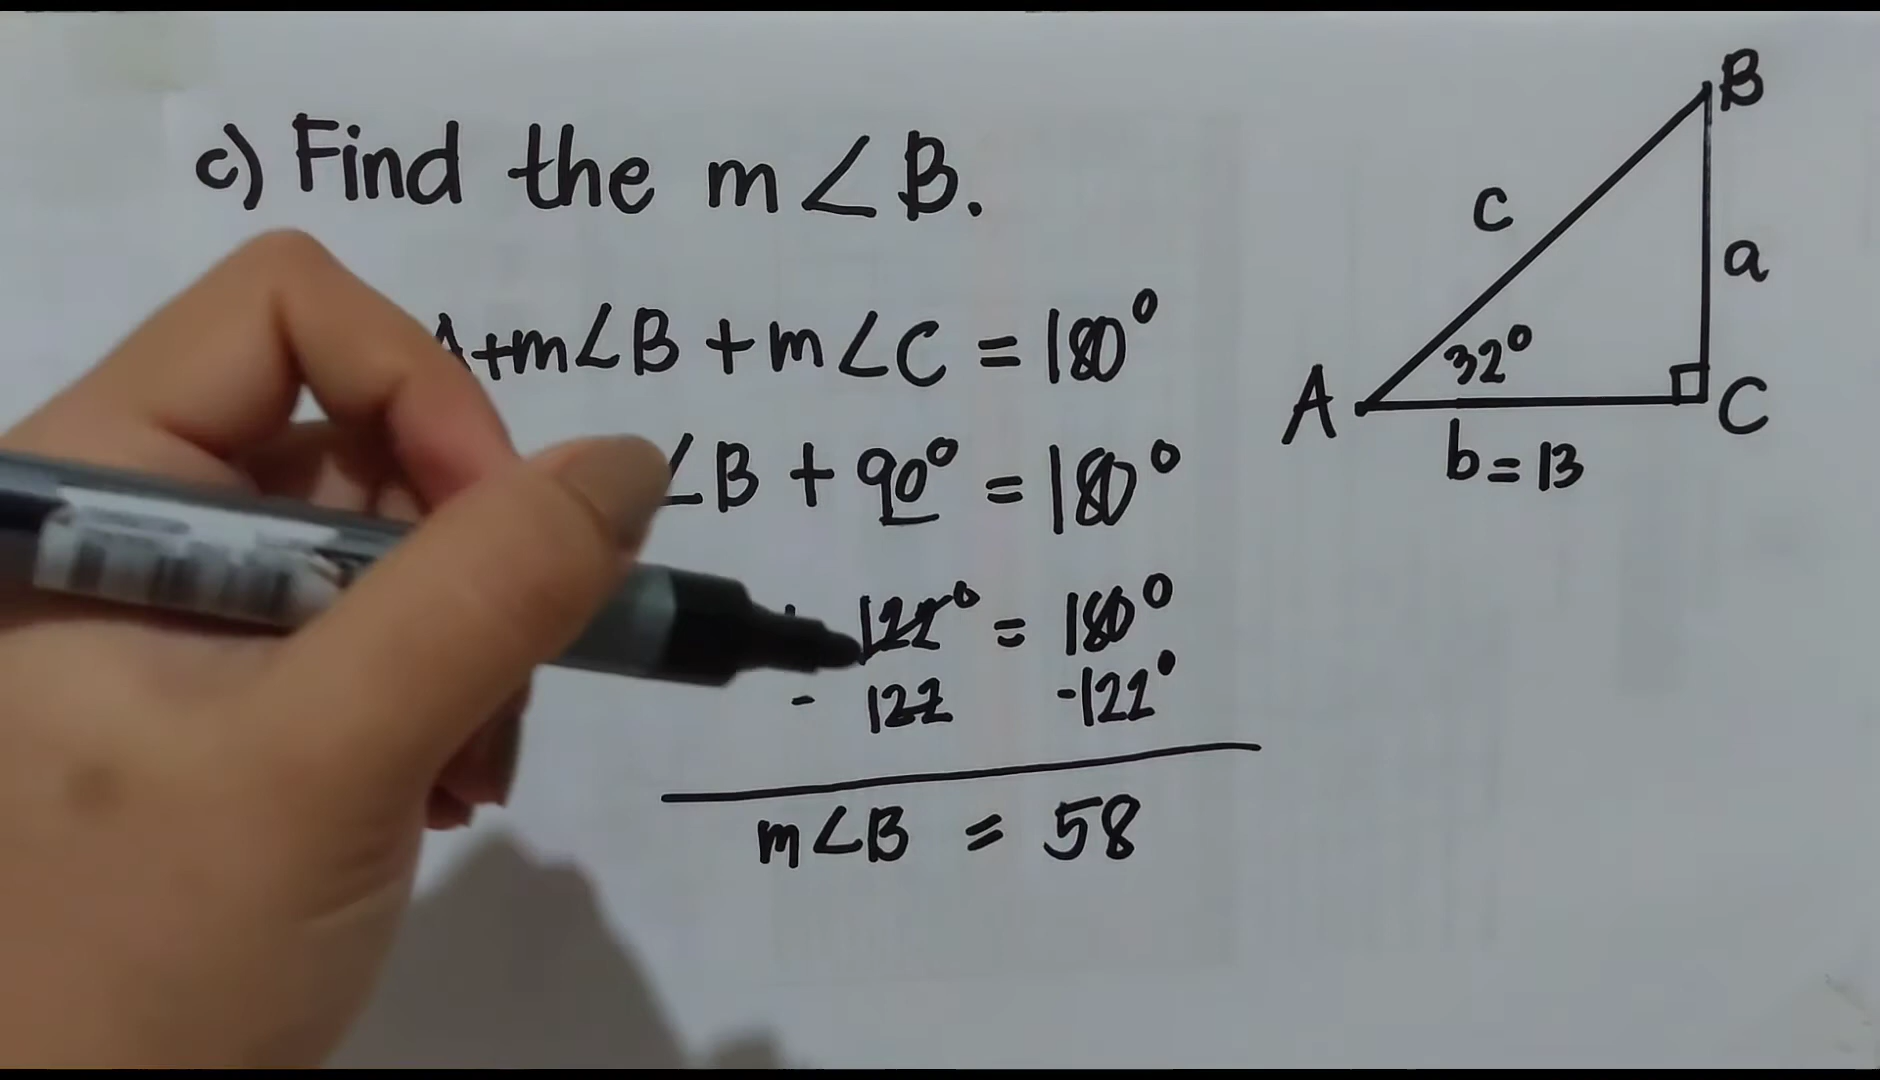 c) Find the m∠B.
A+m∠B + m∠C = 180°
∠B + 90° = 180°
122° = 180°
- 122 -122°
m∠B = 58
B
c
a
32°
A
C
b = 13